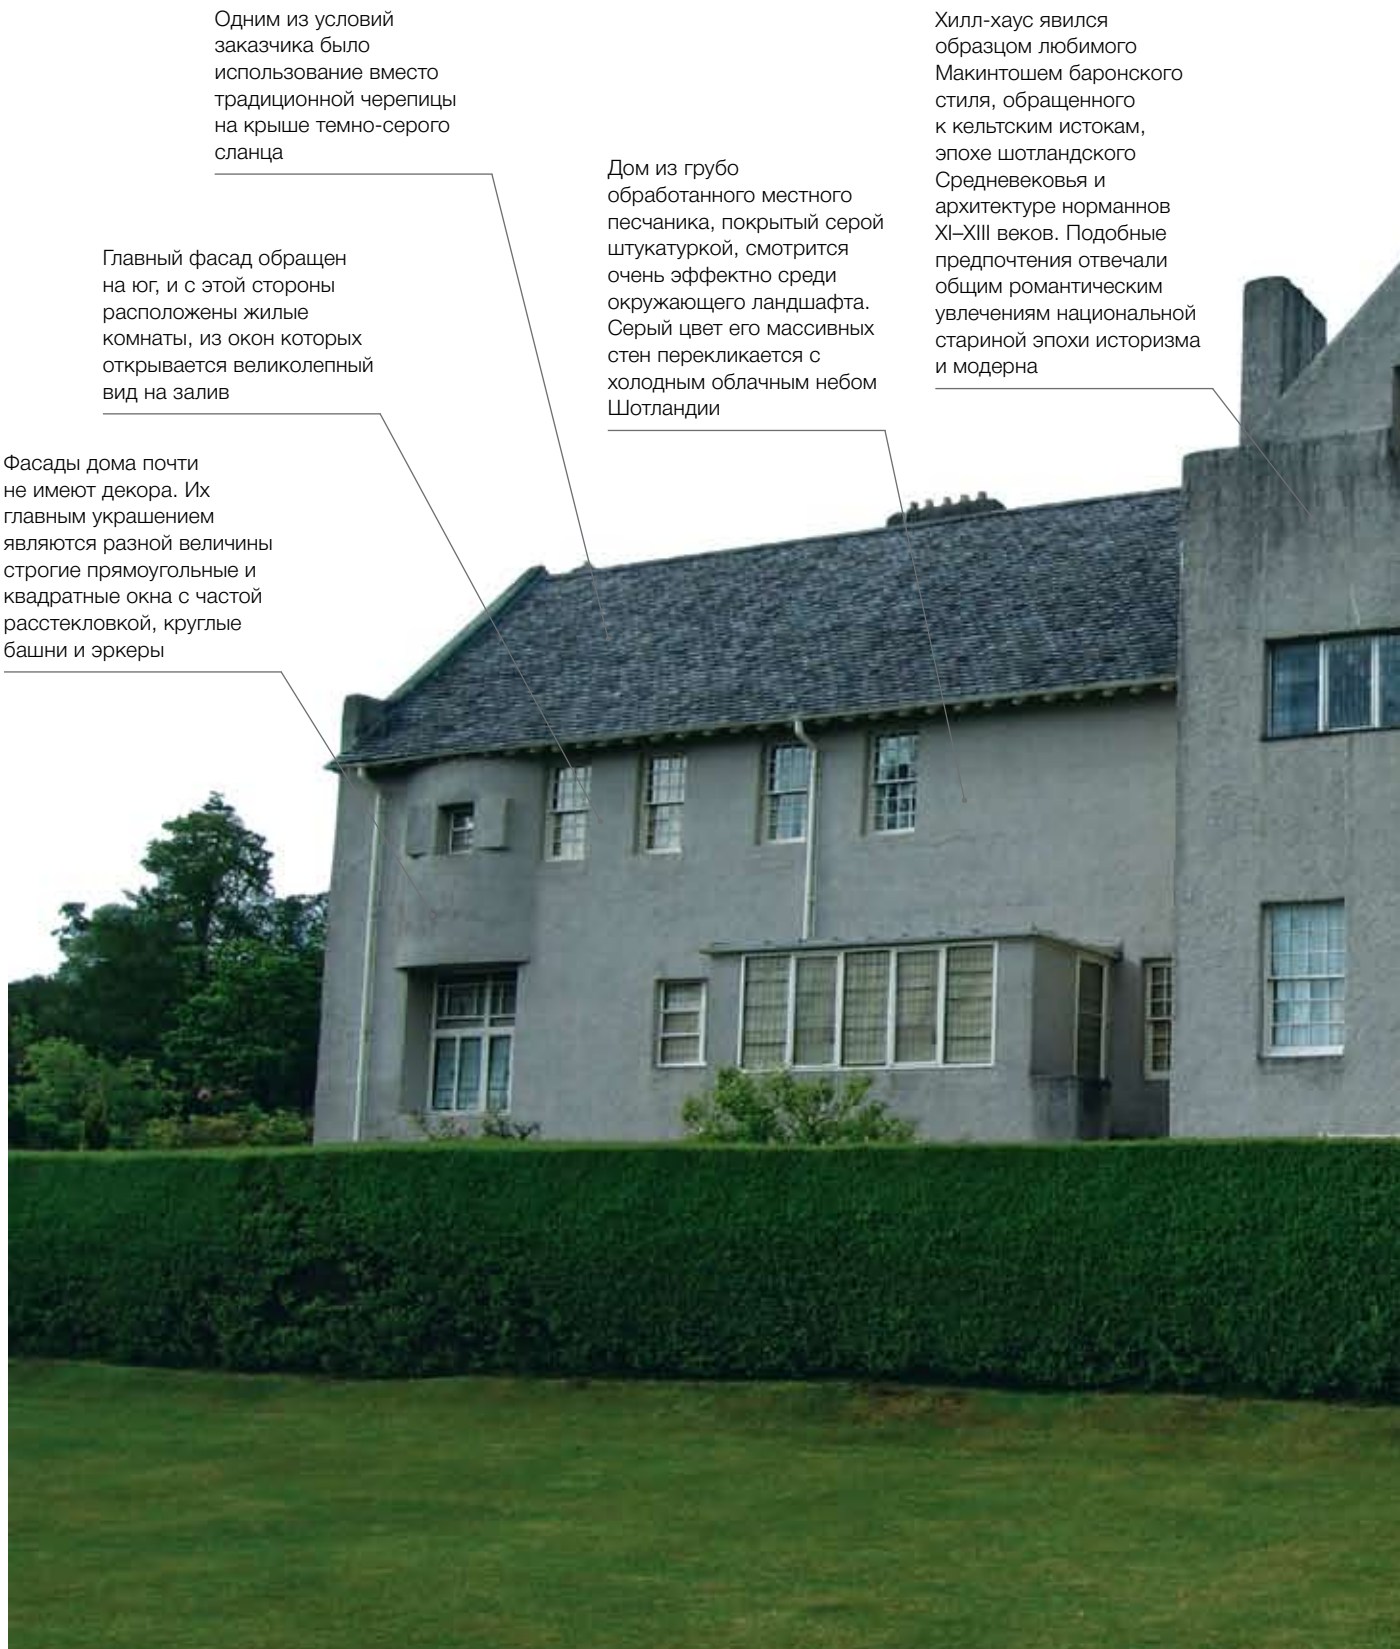 Одним из условий
заказчика было
использование вместо
традиционной черепицы
на крыше темно-серого
сланца
Хилл-хаус явился
образцом любимого
Макинтошем баронского
стиля, обращенного
к кельтским истокам,
эпохе шотландского
Средневековья и
архитектуре норманнов
XI–XIII веков. Подобные
предпочтения отвечали
общим романтическим
увлечениям национальной
стариной эпохи историзма
и модерна
Дом из грубо
обработанного местного
песчаника, покрытый серой
штукатуркой, смотрится
очень эффектно среди
окружающего ландшафта.
Серый цвет его массивных
стен перекликается с
холодным облачным небом
Шотландии
Главный фасад обращен
на юг, и с этой стороны
расположены жилые
комнаты, из окон которых
открывается великолепный
вид на залив
Фасады дома почти
не имеют декора. Их
главным украшением
являются разной величины
строгие прямоугольные и
квадратные окна с частой
расстекловкой, круглые
башни и эркеры